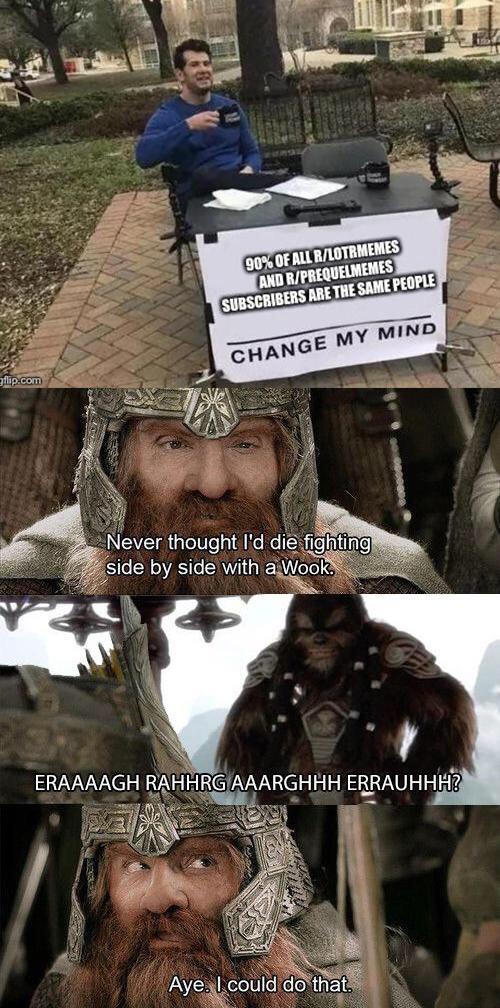 90% OF ALL R/LOTRMEMES
AND R/PREQUELMEMES
SUBSCRIBERS ARE THE SAME PEOPLE
CHANGE MY MIND
gflip.com
Never thought I'd die fighting
side by side with a Wook.
ERAAAAGH RAHHRG AAARGHHH ERRAUHHH?
Aye. I could do that.